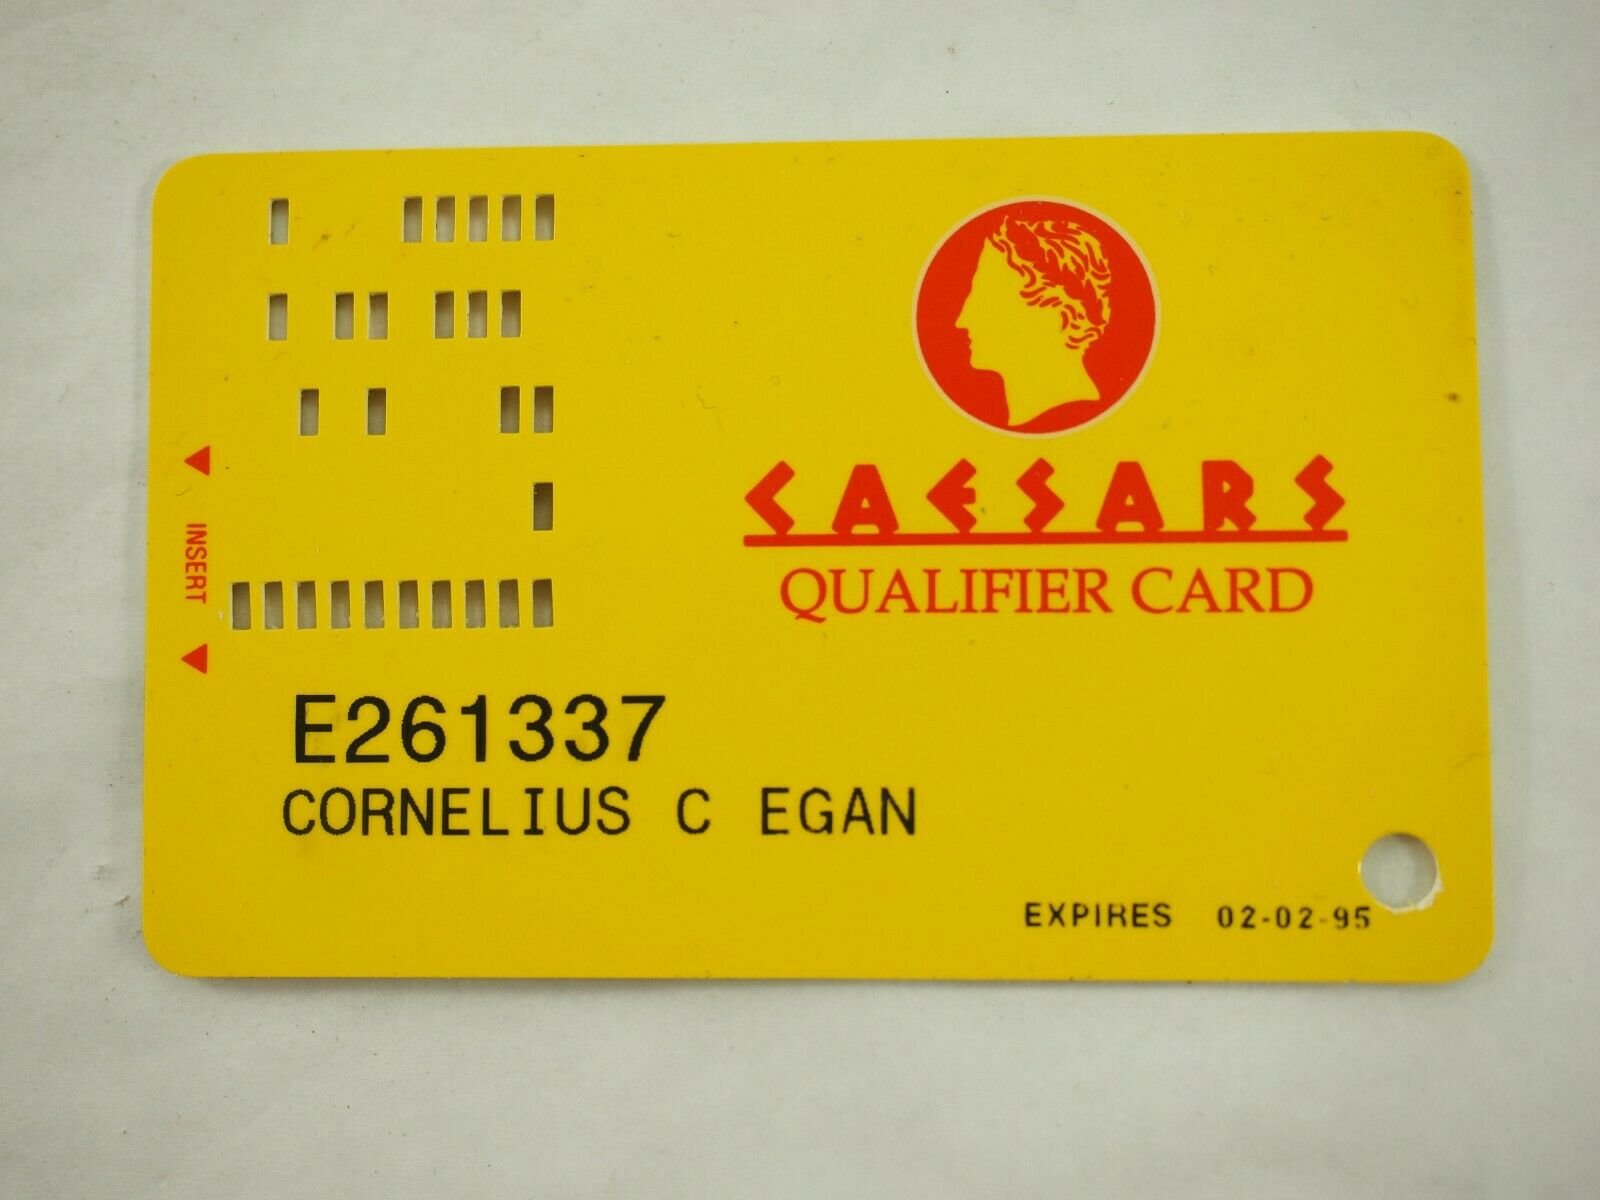 INSERT
CAESARS
QUALIFIER CARD
E261337
CORNELIUS C EGAN
EXPIRES 02-02-95